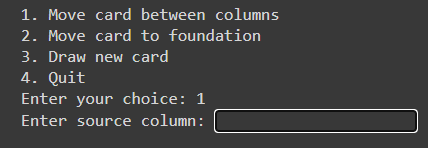 1. Move card between columns
2. Move card to foundation
3. Draw new card
4. Quit
Enter your choice: 1
Enter source column: